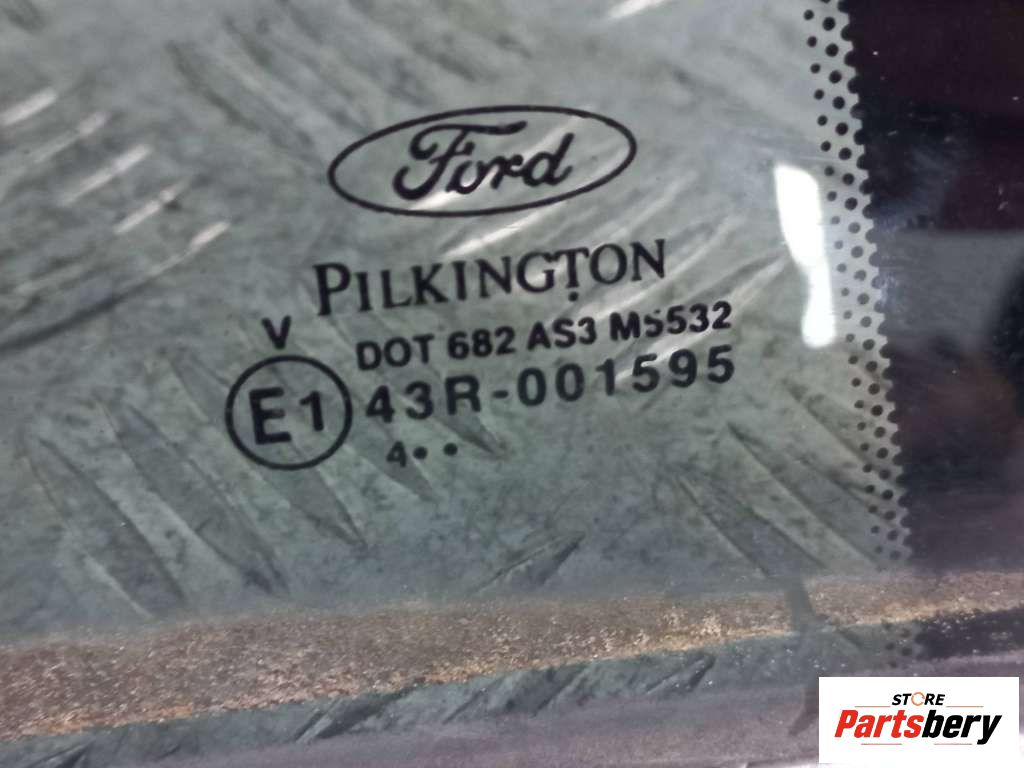 Ford
PILKINGTON
V
DOT 682 AS3 M5532
E1 43R-001595
4••
STORE
Partsbery